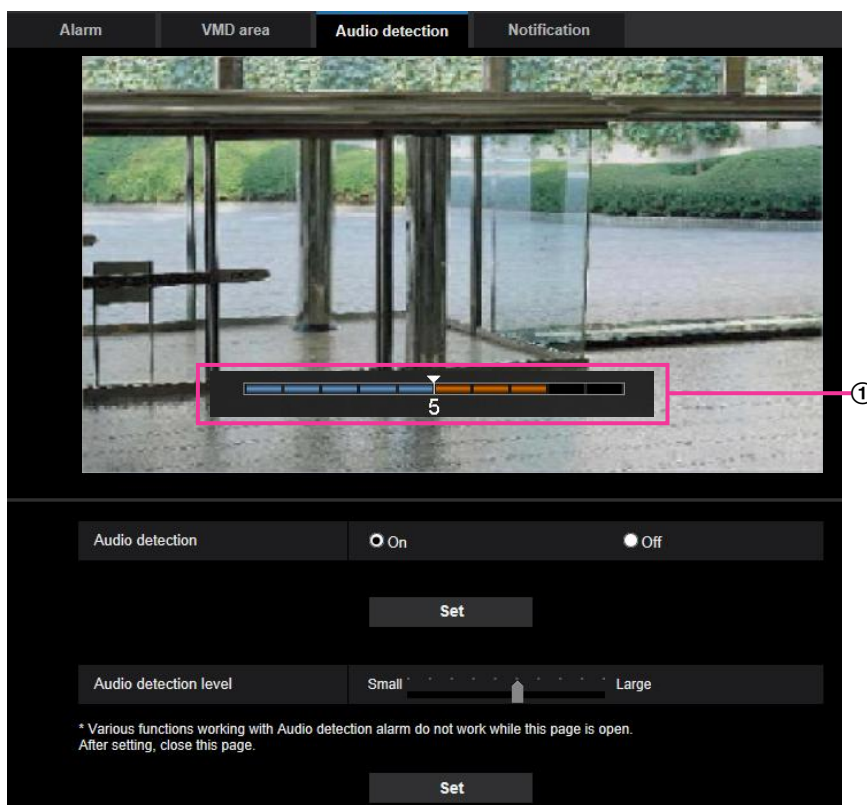 Alarm VMD area Audio detection Notification
5
①
Audio detection On Off
Set
Audio detection level Small Large
* Various functions working with Audio detection alarm do not work while this page is open.
After setting, close this page.
Set